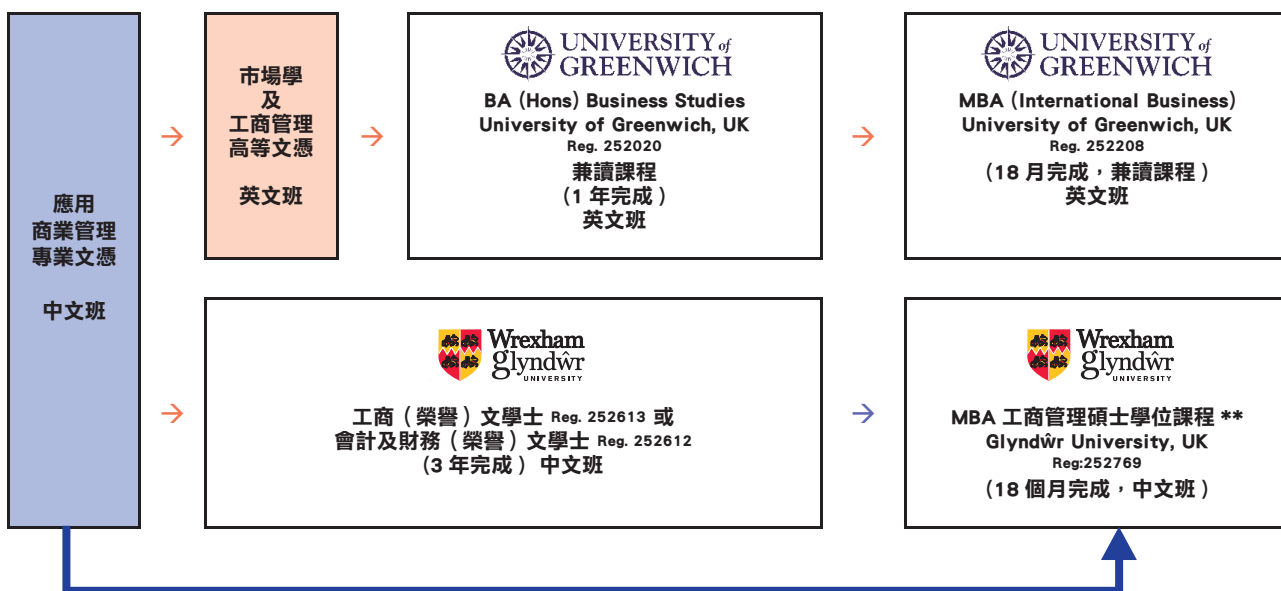 應用
商業管理
專業文憑
中文班
→
市場學
及
工商管理
高等文憑
英文班
→
UNIVERSITY of
GREENWICH
BA (Hons) Business Studies
University of Greenwich, UK
Reg. 252020
兼讀課程
(1 年完成)
英文班
→
UNIVERSITY of
GREENWICH
MBA (International Business)
University of Greenwich, UK
Reg. 252208
(18 月完成,兼讀課程)
英文班
→
Wrexham
glyndŵr
UNIVERSITY
工商(榮譽)文學士 Reg. 252613 或
會計及財務(榮譽)文學士 Reg. 252612
(3 年完成) 中文班
→
Wrexham
glyndŵr
UNIVERSITY
MBA 工商管理碩士學位課程 **
Glyndŵr University, UK
Reg:252769
(18 個月完成,中文班)